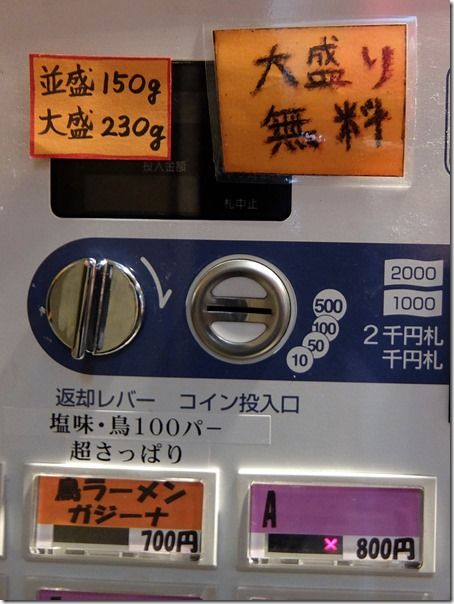 並盛150g
大盛230g
大盛り
無料
投入金額
札中止
2000
1000
500
100
50
10
2千円札
千円札
返却レバー コイン投入口
塩味・鳥100パー
超さっぱり
鳥ラーメン
ガジーナ
700円
A
800円